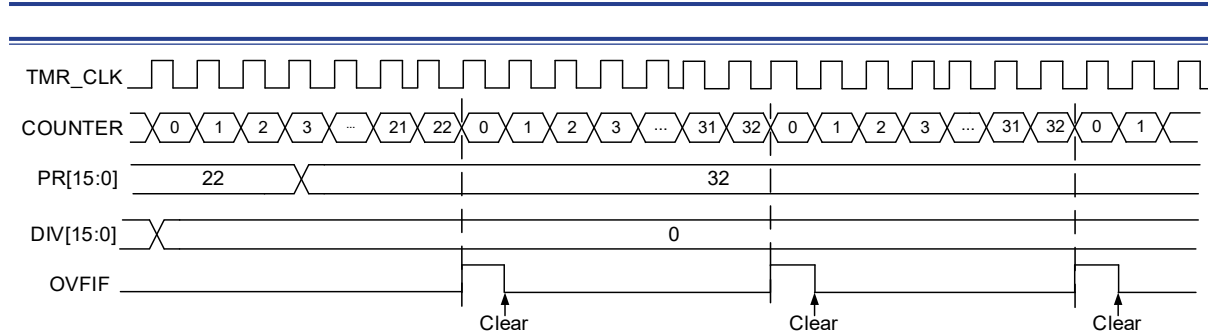 TMR_CLK
COUNTER 0 1 2 3 ... 21 22 0 1 2 3 ... 31 32 0 1 2 3 ... 31 32 0 1
PR[15:0] 22 32
DIV[15:0] 0
OVFIF
Clear Clear Clear